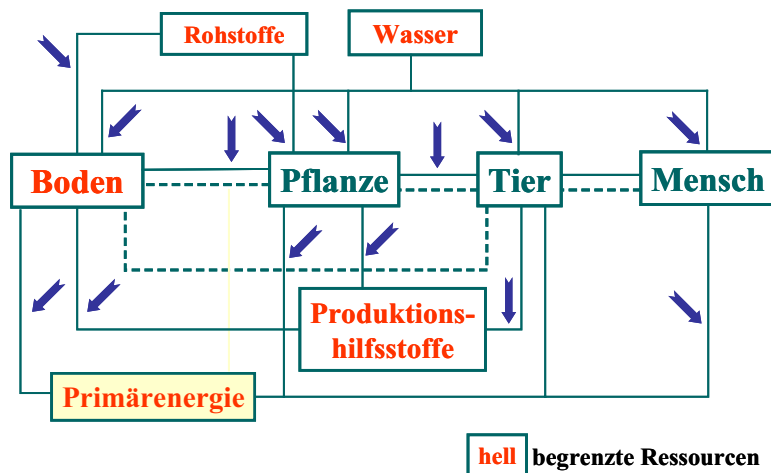 Rohstoffe
Wasser
Boden
Pflanze
Tier
Mensch
Produktions-
hilfsstoffe
Primärenergie
hell begrenzte Ressourcen